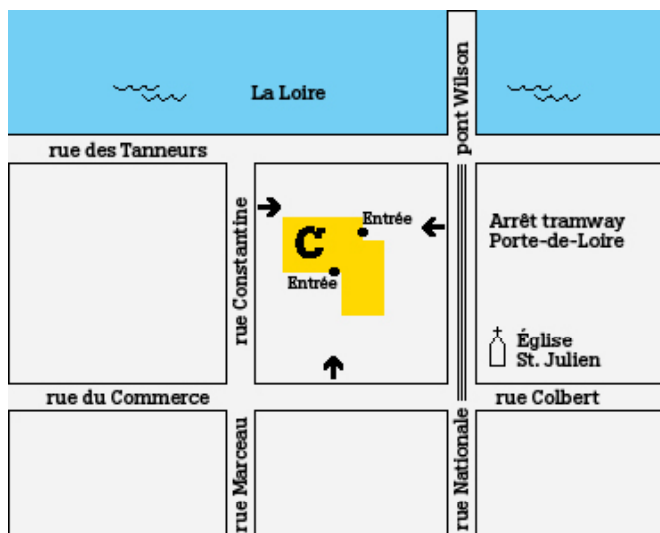 La Loire
pont Wilson
rue des Tanneurs
rue Constantine
Entrée
C
Entrée
Arrêt tramway
Porte-de-Loire
Église
St. Julien
rue du Commerce
rue Colbert
rue Marceau
rue Nationale